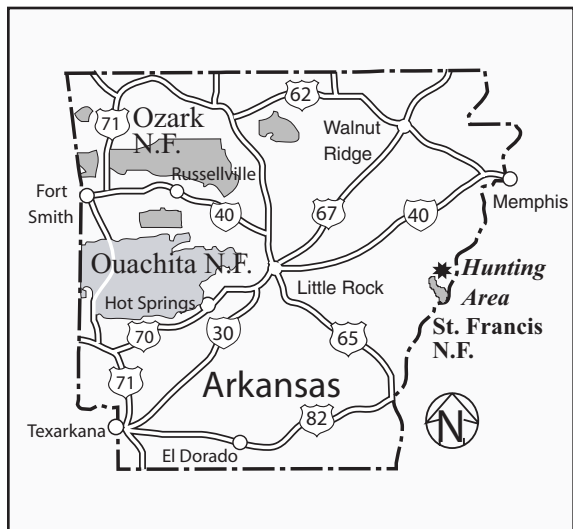 62
71
Ozark
N.F.
Walnut
Ridge
Russellville
Fort
Smith
40
67
40
Memphis
Ouachita N.F.
Hunting
Area
Hot Springs
Little Rock
St. Francis
N.F.
70
30
65
71
Arkansas
82
Texarkana
El Dorado
N